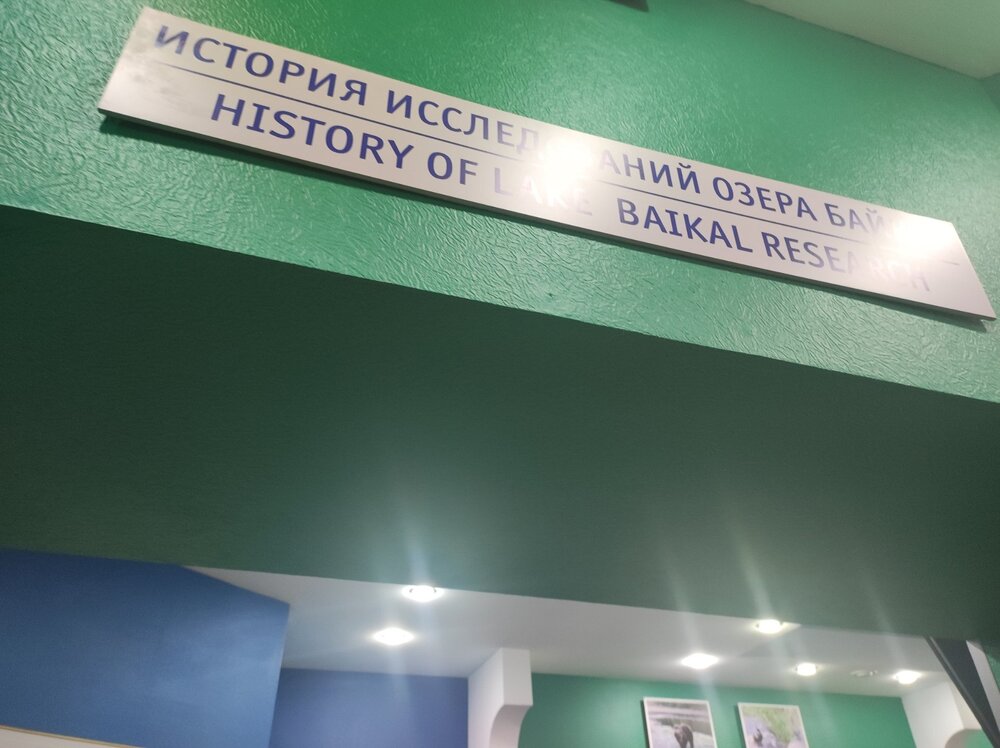 ИСТОРИЯ ИССЛЕДОВАНИЙ ОЗЕРА БАЙКАЛ
HISTORY OF LAKE BAIKAL RESEARCH